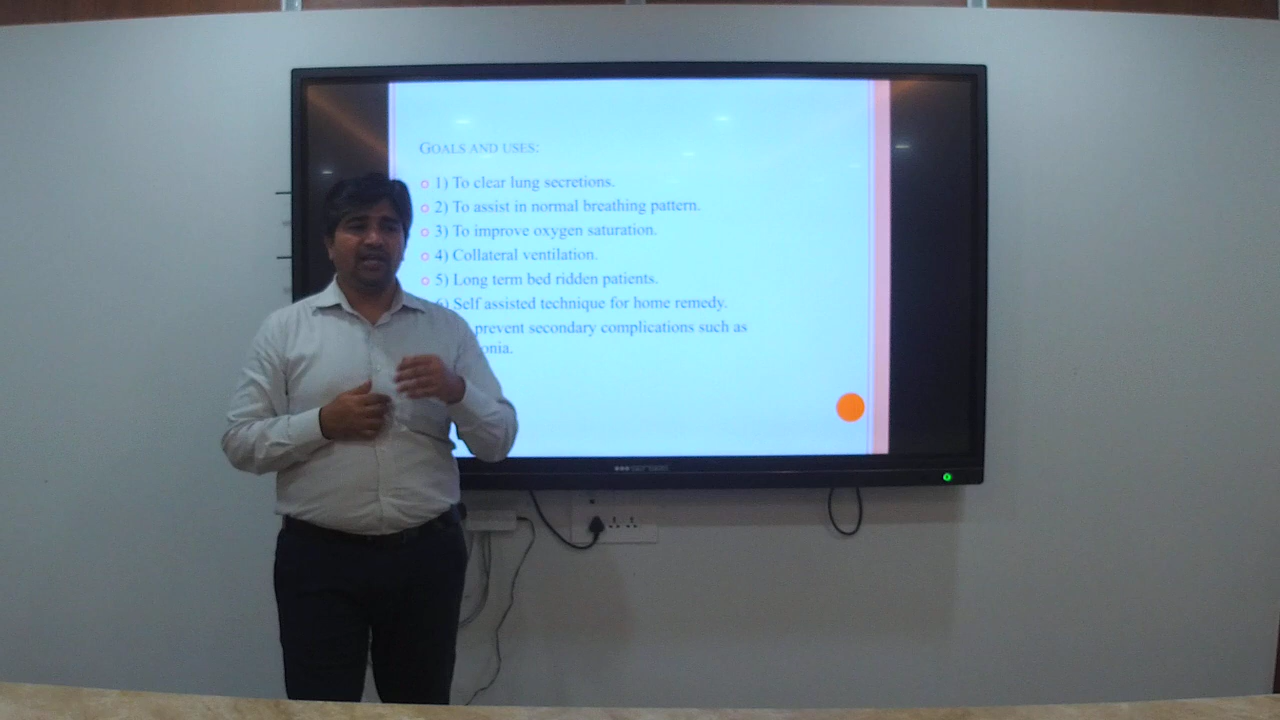 GOALS AND USES:
1) To clear lung secretions.
2) To assist in normal breathing pattern.
3) To improve oxygen saturation.
4) Collateral ventilation.
5) Long term bed ridden patients.
6) Self assisted technique for home remedy.
prevent secondary complications such as
onia.